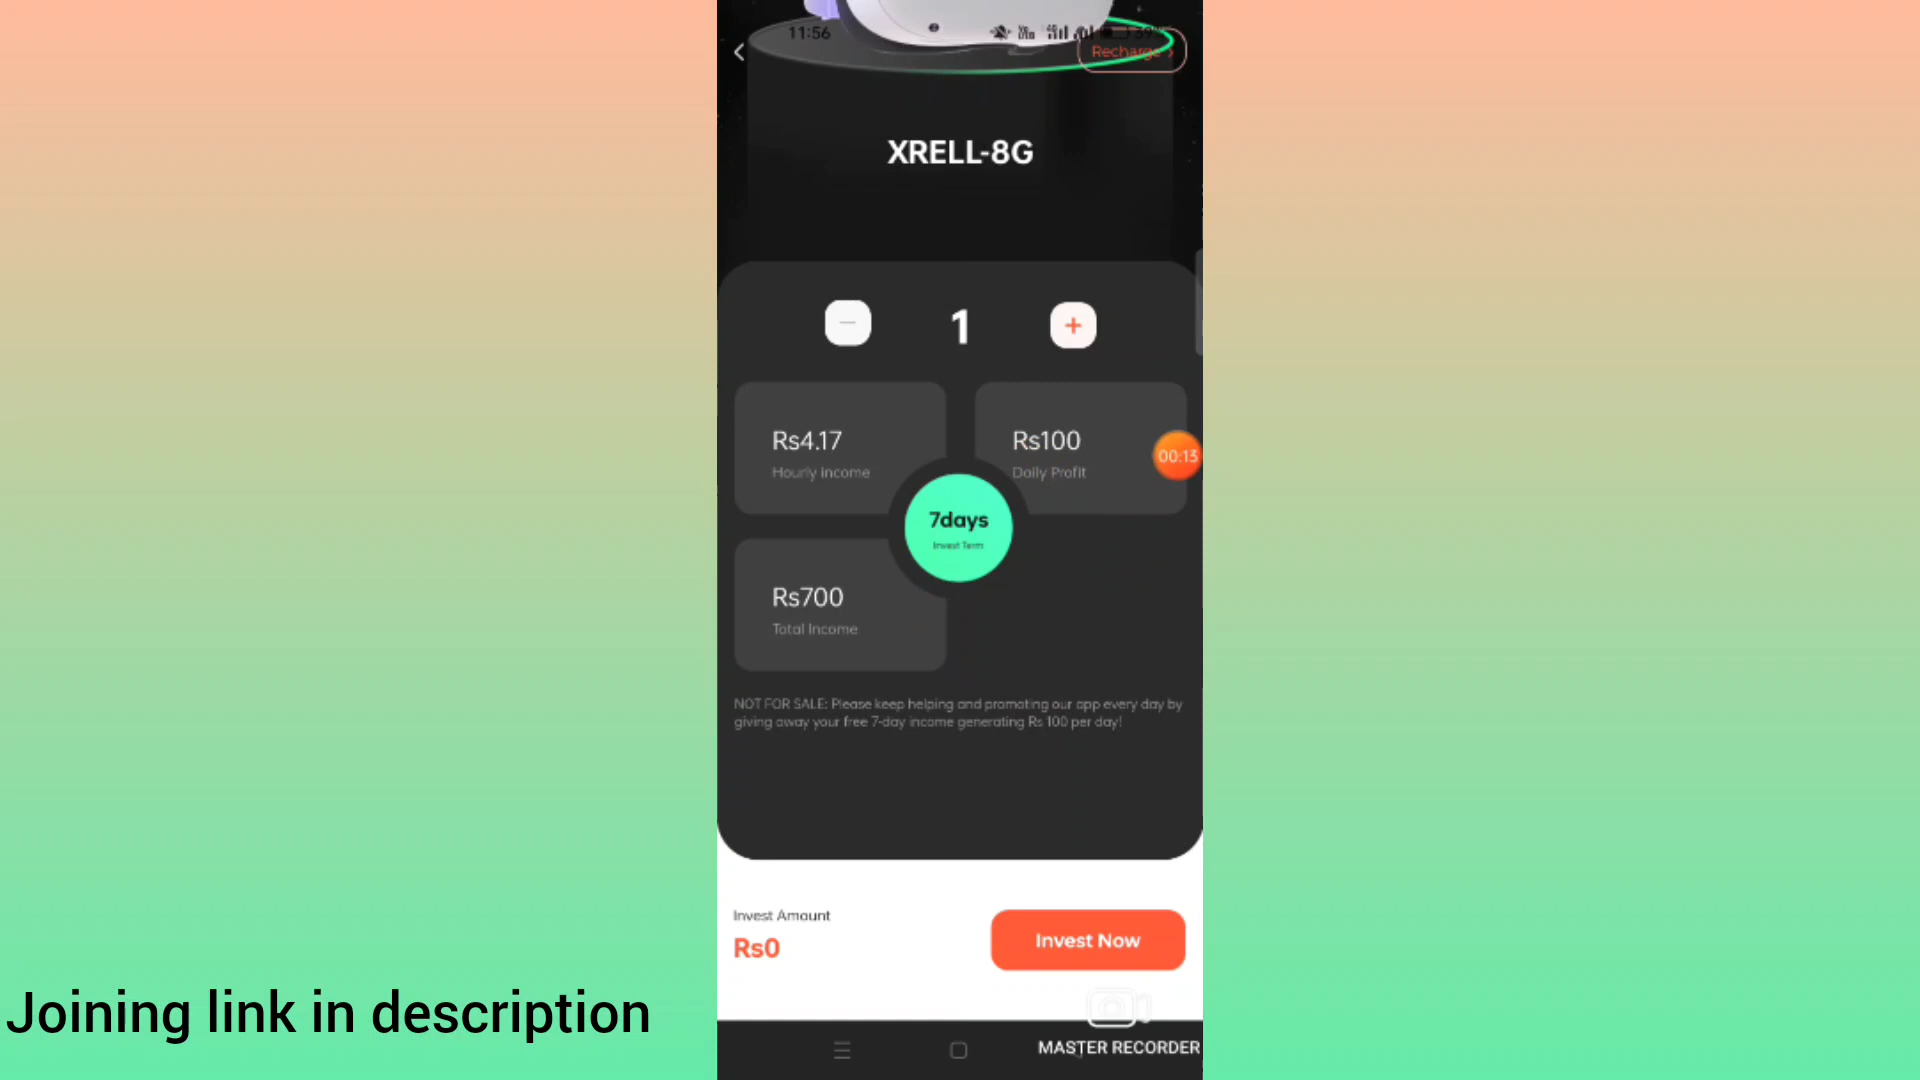 11:56
Recharge >
XRELL-8G
1
Rs4.17
Hourly Income
Rs100
Daily Profit
00:13
7days
Invest Term
Rs700
Total Income
NOT FOR SALE: Please keep helping and promoting our app every day by
giving away your free 7-day income generating Rs 100 per day!
Invest Amount
Rs0
Invest Now
Joining link in description
MASTER RECORDER